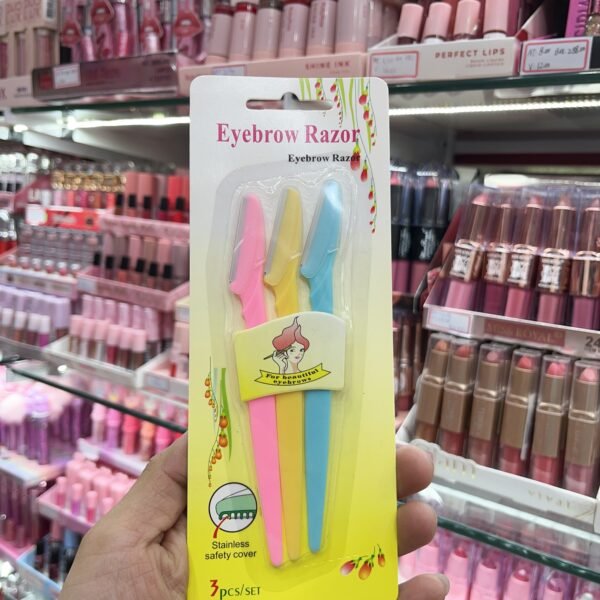 SHINE INK
PERFECT LIPS
Eyebrow Razor
Eyebrow Razor
For beautiful
eyebrows
Stainless
safety cover
3pcs/SET